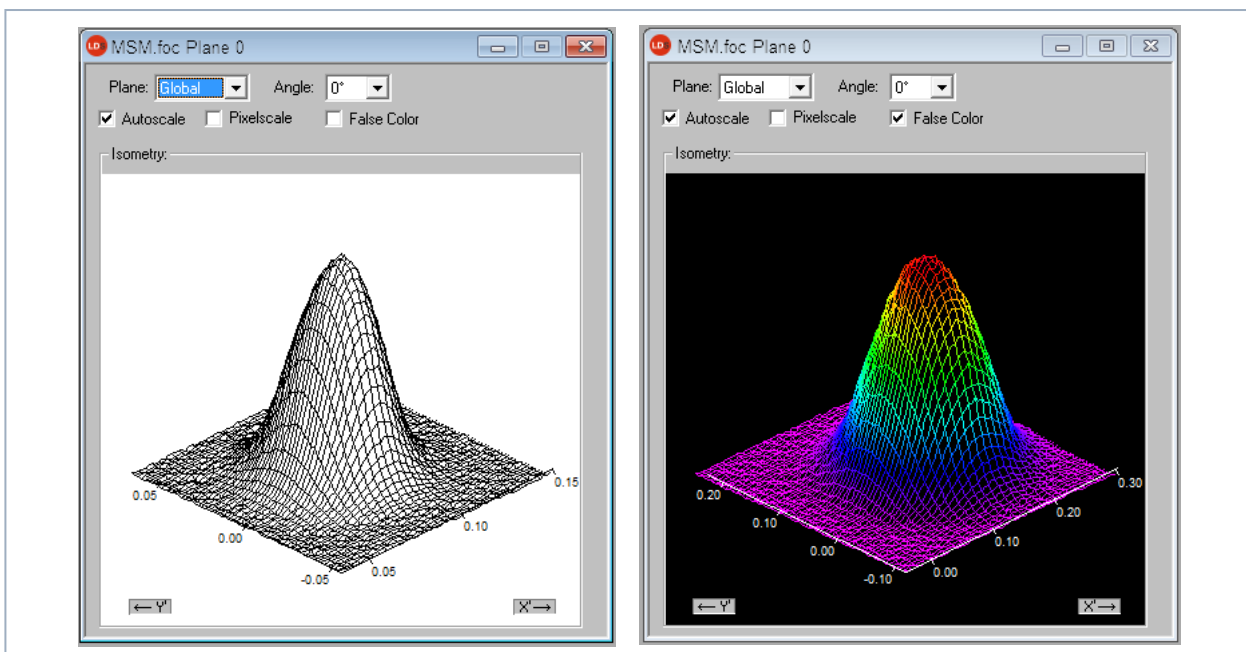 LD MSM.foc Plane 0
Plane: Global Angle: 0°
Autoscale Pixelscale False Color
Isometry:
0.05
0.00
-0.05
0.05
0.10
0.15
← Y'
X'→
LD MSM.foc Plane 0
Plane: Global Angle: 0°
Autoscale Pixelscale False Color
Isometry:
0.20
0.10
0.00
-0.10
0.00
0.10
0.20
0.30
← Y'
X'→